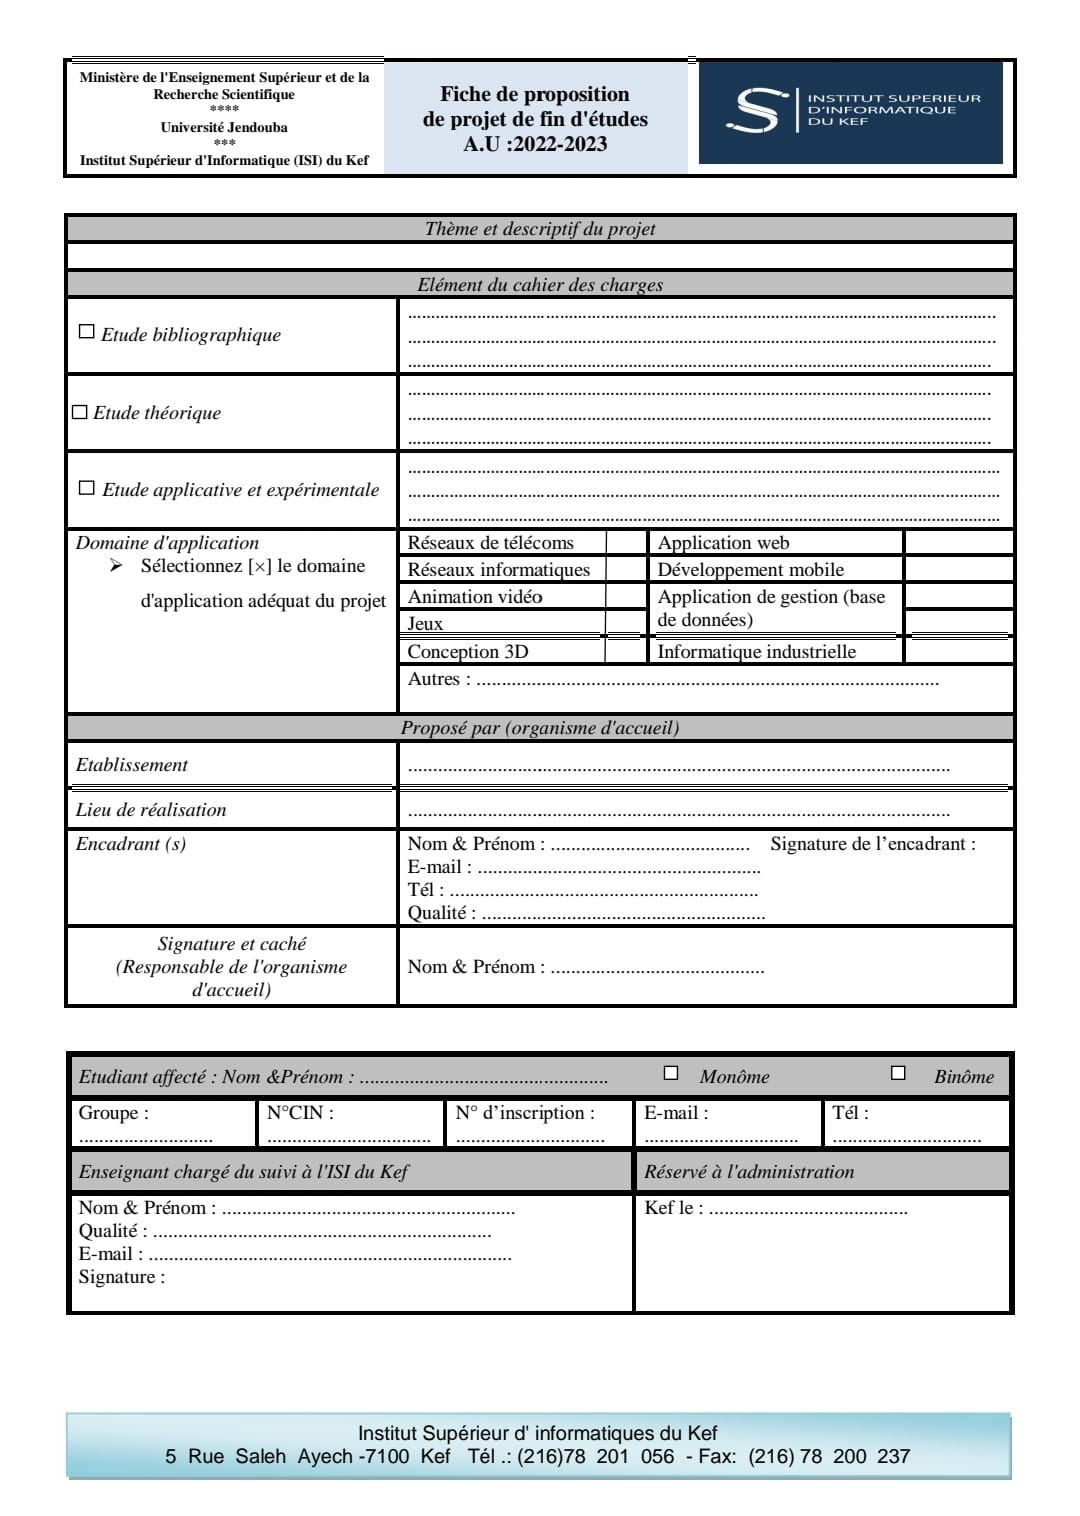 Ministère de l'Enseignement Supérieur et de la
Recherche Scientifique
****
Université Jendouba
***
Institut Supérieur d'Informatique (ISI) du Kef
Fiche de proposition
de projet de fin d'études
A.U :2022-2023
INSTITUT SUPERIEUR
D'INFORMATIQUE
DU KEF
Thème et descriptif du projet
Elément du cahier des charges
☐ Etude bibliographique
.....................................................................................................................
.....................................................................................................................
....................................................................................................................
☐ Etude théorique
....................................................................................................................
....................................................................................................................
....................................................................................................................
☐ Etude applicative et expérimentale
......................................................................................................................
......................................................................................................................
......................................................................................................................
Domaine d'application
➢ Sélectionnez [×] le domaine
d'application adéquat du projet
Réseaux de télécoms
Application web
Réseaux informatiques
Développement mobile
Animation vidéo
Application de gestion (base
de données)
Jeux
Conception 3D
Informatique industrielle
Autres : ............................................................................................
Proposé par (organisme d'accueil)
Etablissement
............................................................................................................
Lieu de réalisation
............................................................................................................
Encadrant (s)
Nom & Prénom : ........................................ Signature de l’encadrant :
E-mail : .........................................................
Tél : ..............................................................
Qualité : .........................................................
Signature et caché
(Responsable de l'organisme
d'accueil)
Nom & Prénom : ...........................................
Etudiant affecté : Nom &Prénom : .................................................. ☐ Monôme ☐ Binôme
Groupe :
...........................
N°CIN :
.................................
N° d’inscription :
..............................
E-mail :
...............................
Tél :
..............................
Enseignant chargé du suivi à l'ISI du Kef
Réservé à l'administration
Nom & Prénom : ...........................................................
Qualité : ....................................................................
E-mail : .........................................................................
Signature :
Kef le : ........................................
Institut Supérieur d' informatiques du Kef
5 Rue Saleh Ayech -7100 Kef Tél .: (216)78 201 056 - Fax: (216) 78 200 237